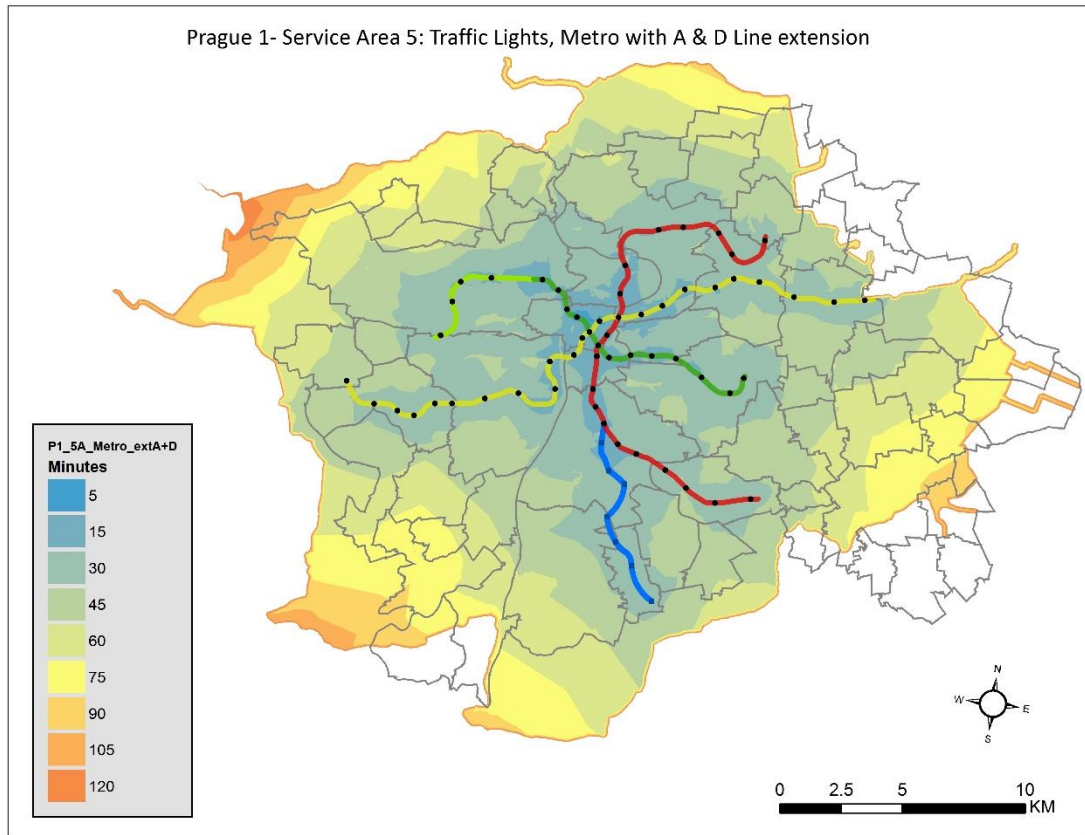 Prague 1- Service Area 5: Traffic Lights, Metro with A & D Line extension
P1_5A_Metro_extA+D
Minutes
5
15
30
45
60
75
90
105
120
N
W
E
S
0 2.5 5 10
KM